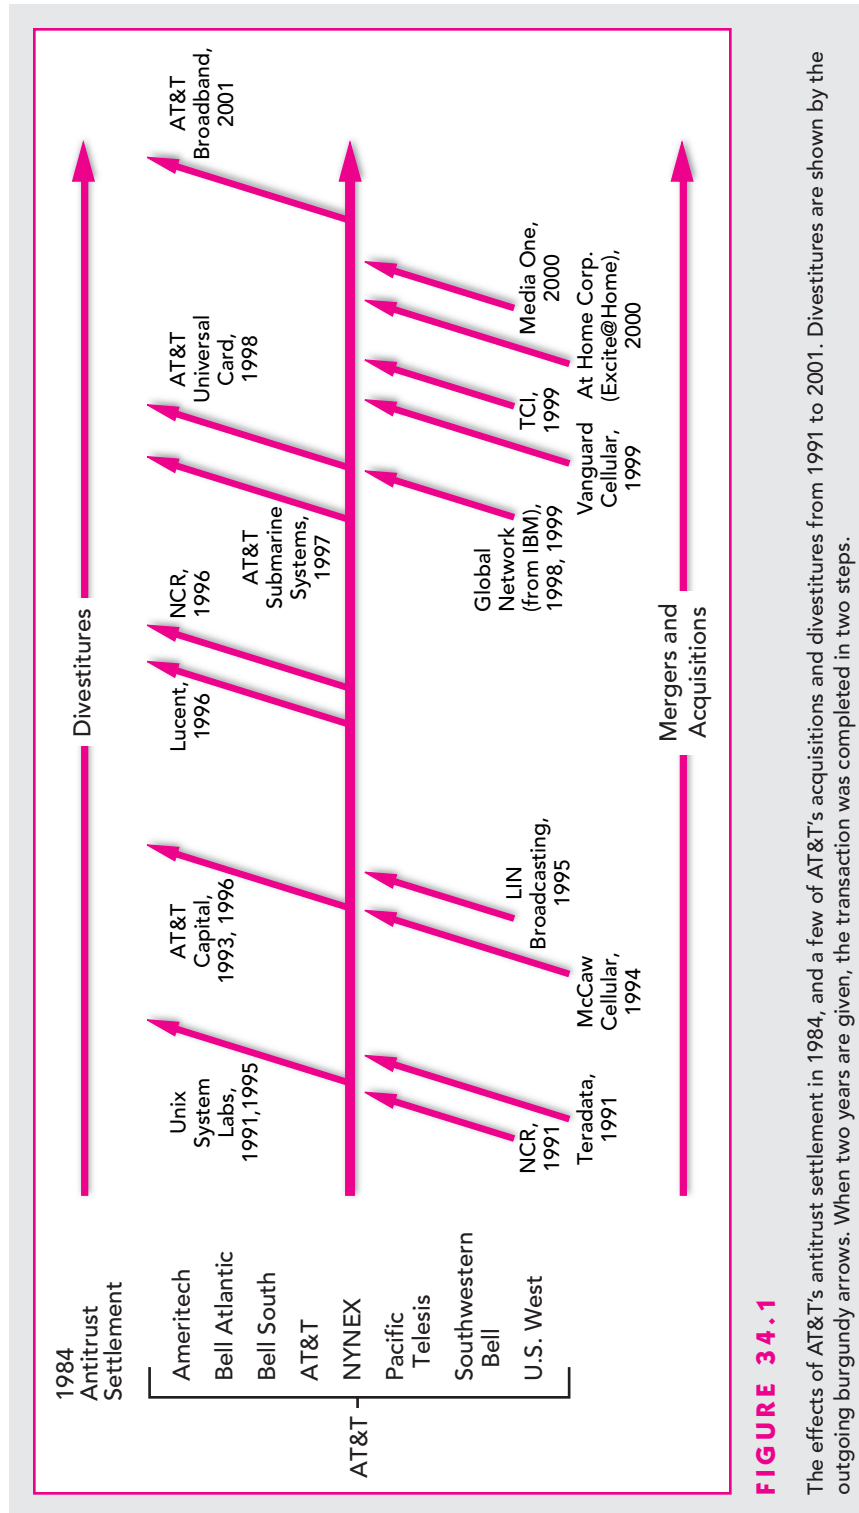 1984
Antitrust
Settlement
AT&T
Ameritech
Bell Atlantic
Bell South
AT&T
NYNEX
Pacific
Telesis
Southwestern
Bell
U.S. West
Divestitures
Unix
System
Labs,
1991,1995
AT&T
Capital,
1993, 1996
Lucent,
1996
NCR,
1996
AT&T
Submarine
Systems,
1997
AT&T
Universal
Card,
1998
AT&T
Broadband,
2001
NCR,
1991
Teradata,
1991
McCaw
Cellular,
1994
LIN
Broadcasting,
1995
Global
Network
(from IBM),
1998, 1999
Vanguard
Cellular,
1999
TCI,
1999
At Home Corp.
(Excite@Home),
2000
Media One,
2000
Mergers and
Acquisitions
FIGURE 34.1
The effects of AT&T's antitrust settlement in 1984, and a few of AT&T's acquisitions and divestitures from 1991 to 2001. Divestitures are shown by the
outgoing burgundy arrows. When two years are given, the transaction was completed in two steps.